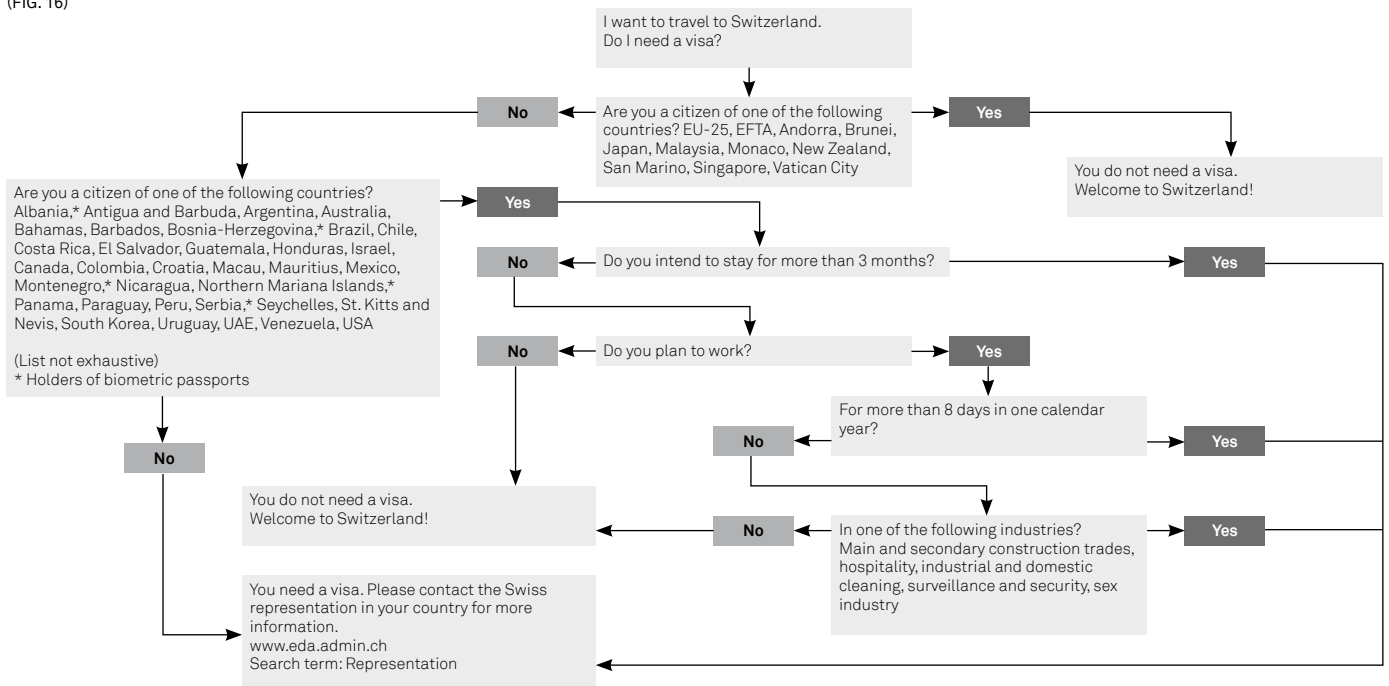 (FIG. 16)
I want to travel to Switzerland.
Do I need a visa?
No
Are you a citizen of one of the following
countries? EU-25, EFTA, Andorra, Brunei,
Japan, Malaysia, Monaco, New Zealand,
San Marino, Singapore, Vatican City
Yes
You do not need a visa.
Welcome to Switzerland!
Are you a citizen of one of the following countries?
Albania,* Antigua and Barbuda, Argentina, Australia,
Bahamas, Barbados, Bosnia-Herzegovina,* Brazil, Chile,
Costa Rica, El Salvador, Guatemala, Honduras, Israel,
Canada, Colombia, Croatia, Macau, Mauritius, Mexico,
Montenegro,* Nicaragua, Northern Mariana Islands,*
Panama, Paraguay, Peru, Serbia,* Seychelles, St. Kitts and
Nevis, South Korea, Uruguay, UAE, Venezuela, USA
(List not exhaustive)
* Holders of biometric passports
Yes
No
Do you intend to stay for more than 3 months?
Yes
No
Do you plan to work?
Yes
For more than 8 days in one calendar
year?
No
Yes
No
You do not need a visa.
Welcome to Switzerland!
No
In one of the following industries?
Main and secondary construction trades,
hospitality, industrial and domestic
cleaning, surveillance and security, sex
industry
Yes
You need a visa. Please contact the Swiss
representation in your country for more
information.
www.eda.admin.ch
Search term: Representation